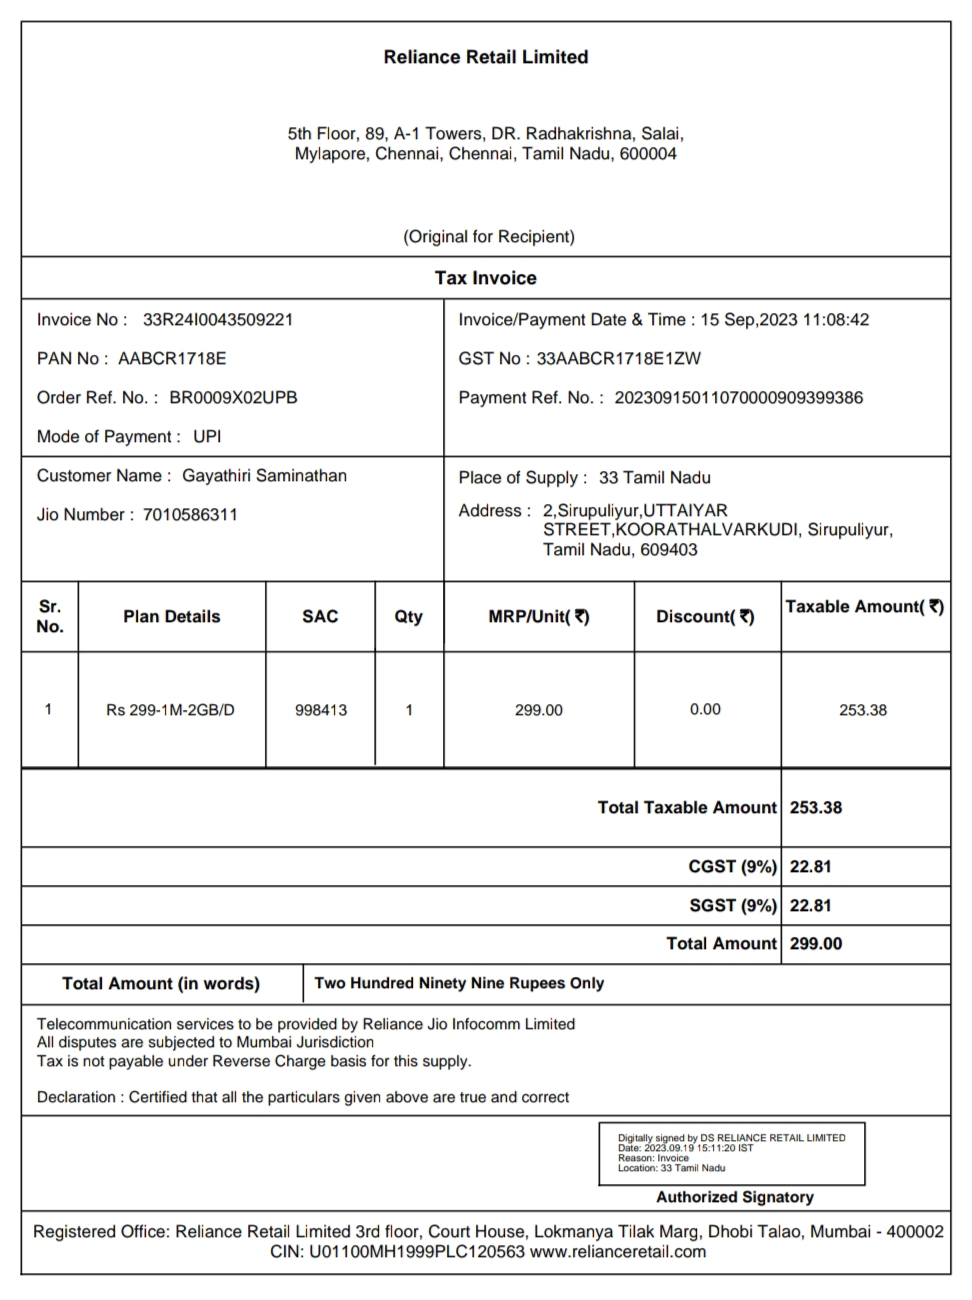 Reliance Retail Limited
5th Floor, 89, A-1 Towers, DR. Radhakrishna, Salai,
Mylapore, Chennai, Chennai, Tamil Nadu, 600004
(Original for Recipient)
Tax Invoice
Invoice No : 33R24I0043509221
Invoice/Payment Date & Time : 15 Sep,2023 11:08:42
PAN No : AABCR1718E
GST No : 33AABCR1718E1ZW
Order Ref. No. : BR0009X02UPB
Payment Ref. No. : 20230915011070000909399386
Mode of Payment : UPI
Customer Name : Gayathiri Saminathan
Place of Supply : 33 Tamil Nadu
Jio Number : 7010586311
Address : 2,Sirupuliyur,UTTAIYAR
STREET,KOORATHALVARKUDI, Sirupuliyur,
Tamil Nadu, 609403
Sr. No. Plan Details SAC Qty MRP/Unit( ₹) Discount( ₹) Taxable Amount( ₹)
1 Rs 299-1M-2GB/D 998413 1 299.00 0.00 253.38
Total Taxable Amount 253.38
CGST (9%) 22.81
SGST (9%) 22.81
Total Amount 299.00
Total Amount (in words) Two Hundred Ninety Nine Rupees Only
Telecommunication services to be provided by Reliance Jio Infocomm Limited
All disputes are subjected to Mumbai Jurisdiction
Tax is not payable under Reverse Charge basis for this supply.
Declaration : Certified that all the particulars given above are true and correct
Digitally signed by DS RELIANCE RETAIL LIMITED
Date: 2023.09.19 15:11:20 IST
Reason: Invoice
Location: 33 Tamil Nadu
Authorized Signatory
Registered Office: Reliance Retail Limited 3rd floor, Court House, Lokmanya Tilak Marg, Dhobi Talao, Mumbai - 400002
CIN: U01100MH1999PLC120563 www.relianceretail.com